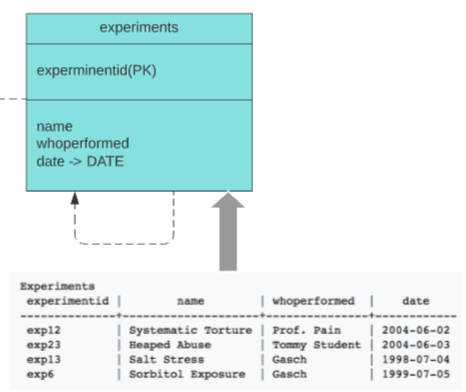 experiments
experminentid(PK)
name
whoperformed
date -> DATE
Experiments
experimentid | name | whoperformed | date
-------------+---------------------+---------------+------------
exp12 | Systematic Torture | Prof. Pain | 2004-06-02
exp23 | Heaped Abuse | Tommy Student | 2004-06-03
exp13 | Salt Stress | Gasch | 1998-07-04
exp6 | Sorbitol Exposure | Gasch | 1999-07-05